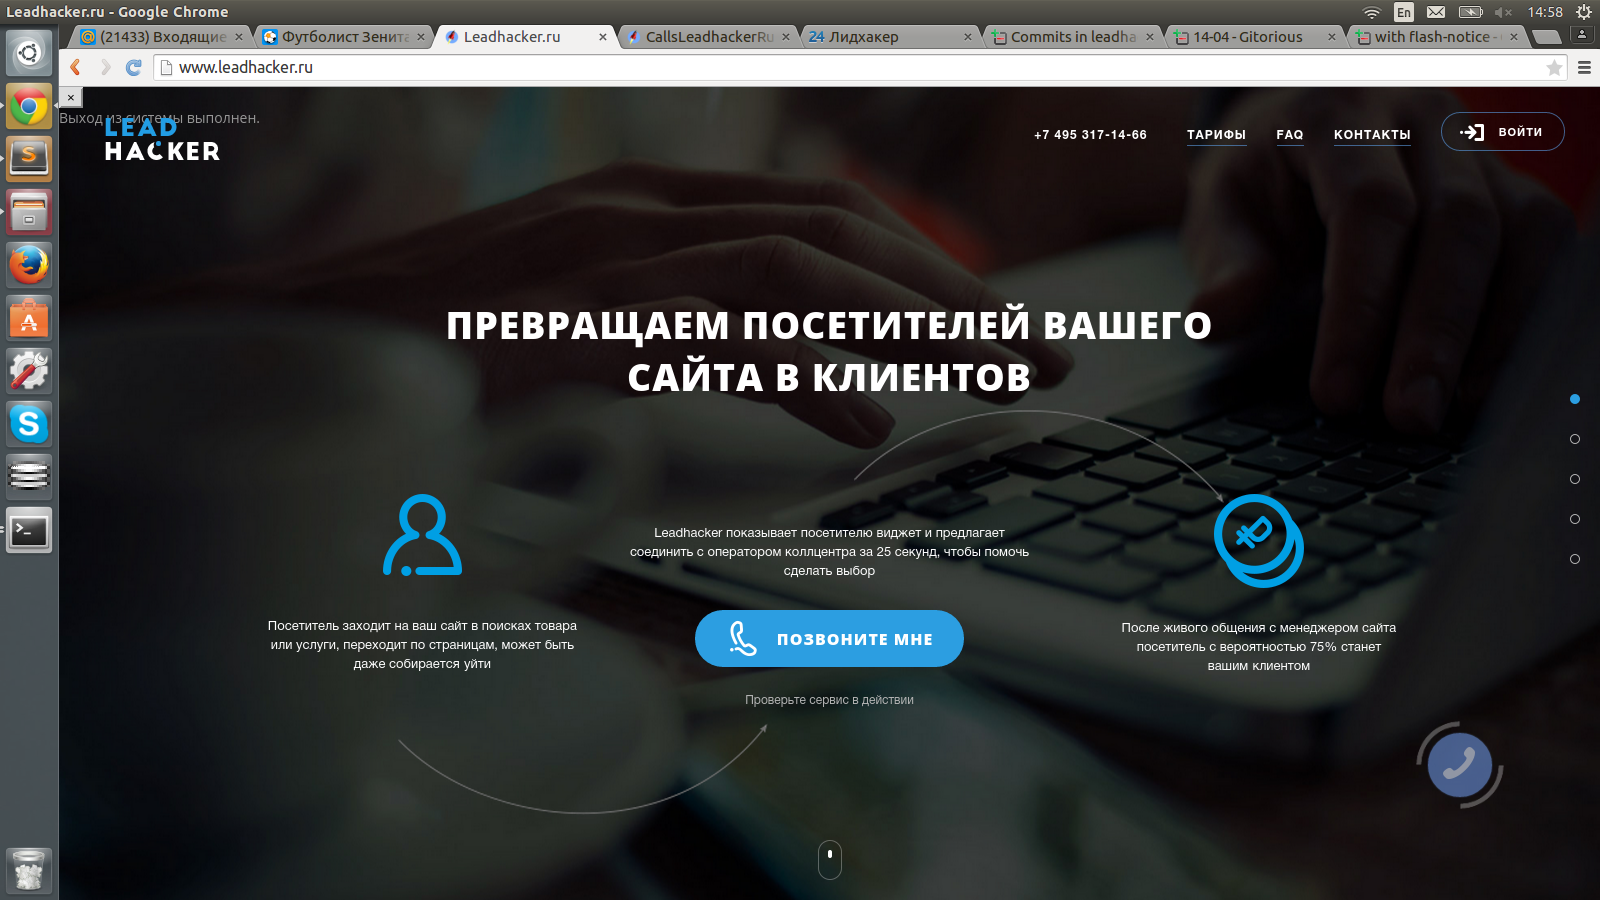 Leadhacker.ru - Google Chrome
En
14:58
(21433) Входящие
Футболист Зенита
Leadhacker.ru
CallsLeadhackerRu
24 Лидхакер
Commits in leadha
14-04 - Gitorious
with flash-notice -
www.leadhacker.ru
×
Выход из системы выполнен.
LEAD
HACKER
+7 495 317-14-66
ТАРИФЫ
FAQ
КОНТАКТЫ
ВОЙТИ
ПРЕВРАЩАЕМ ПОСЕТИТЕЛЕЙ ВАШЕГО
САЙТА В КЛИЕНТОВ
Посетитель заходит на ваш сайт в поисках товара
или услуги, переходит по страницам, может быть
даже собирается уйти
Leadhacker показывает посетителю виджет и предлагает
соединить с оператором коллцентра за 25 секунд, чтобы помочь
сделать выбор
ПОЗВОНИТЕ МНЕ
Проверьте сервис в действии
После живого общения с менеджером сайта
посетитель с вероятностью 75% станет
вашим клиентом